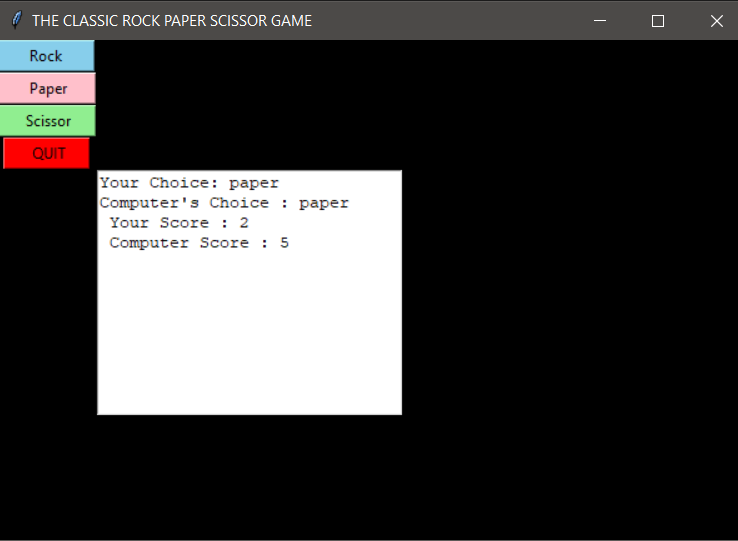 THE CLASSIC ROCK PAPER SCISSOR GAME
Rock
Paper
Scissor
QUIT
Your Choice: paper
Computer's Choice : paper
Your Score : 2
Computer Score : 5